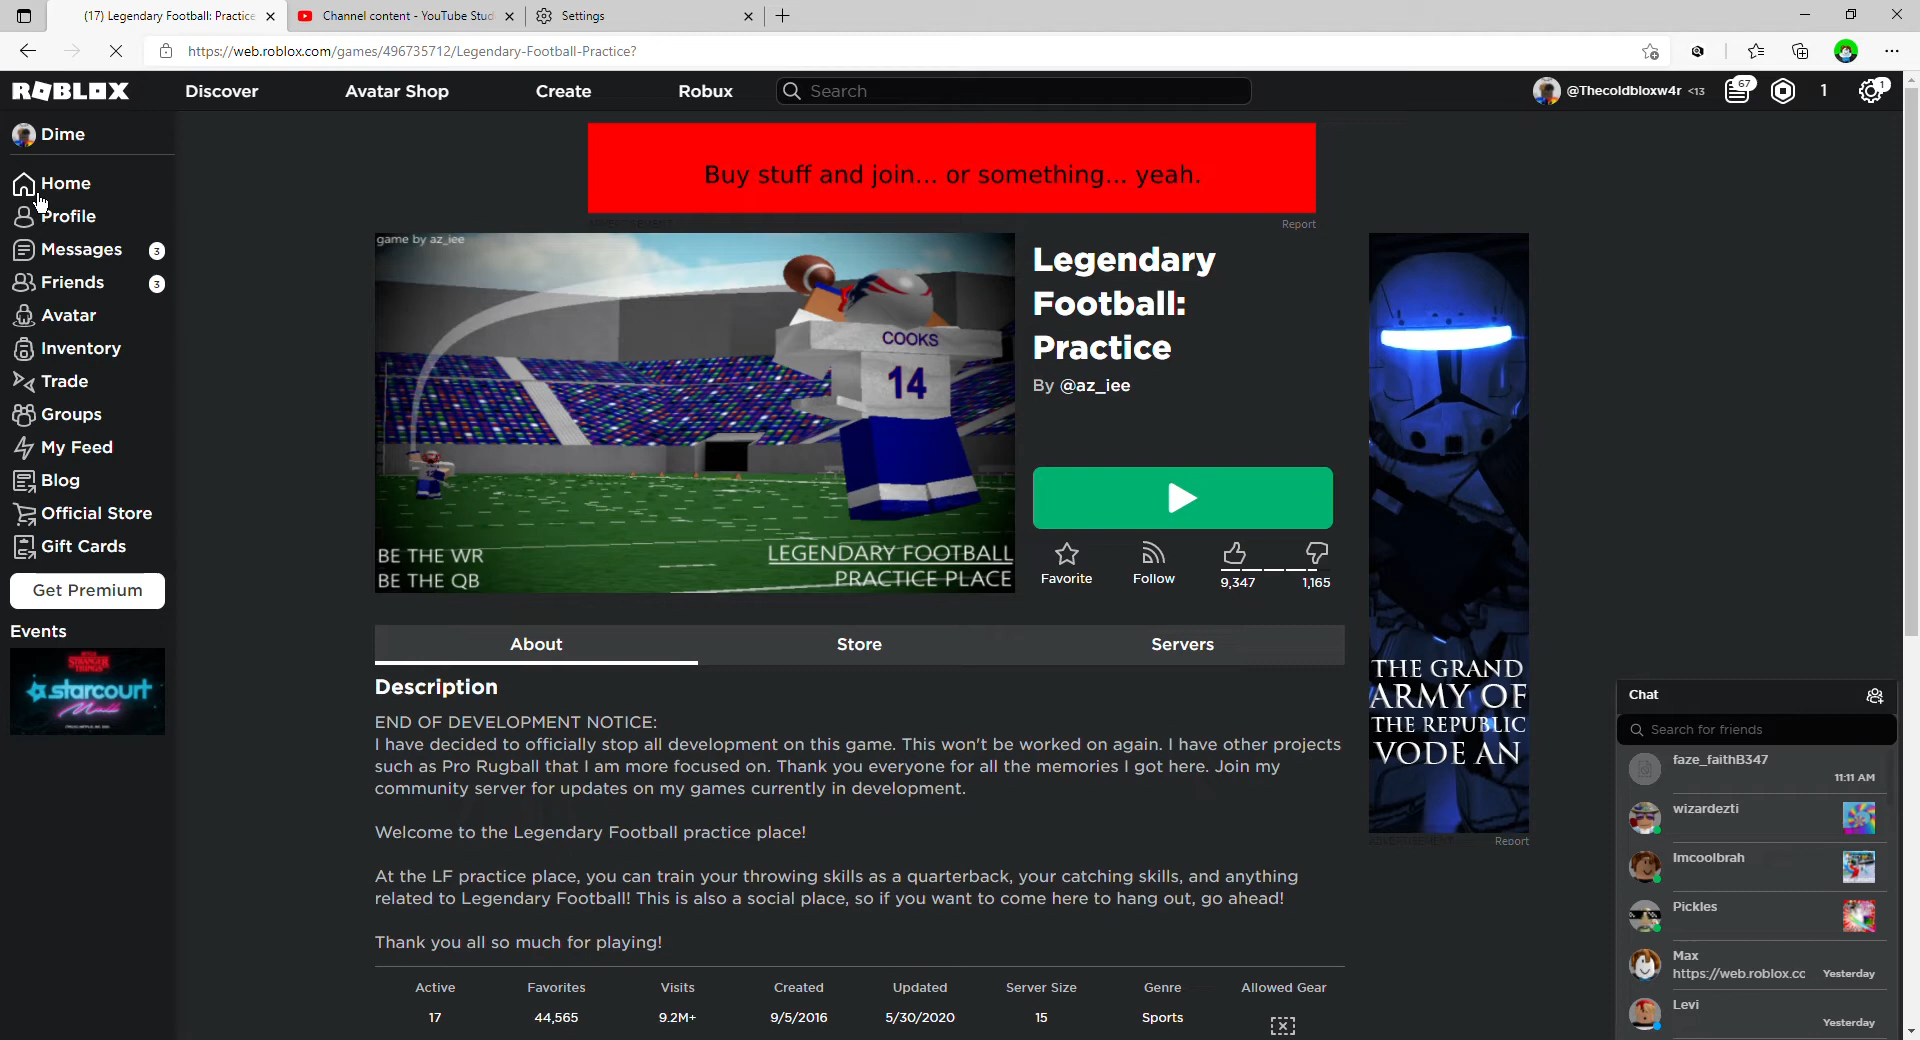 (17) Legendary Football: Practice
Channel content - YouTube Stud
Settings
https://web.roblox.com/games/496735712/Legendary-Football-Practice?
ROBLOX
Discover
Avatar Shop
Create
Robux
Search
@Thecoldbloxw4r <13
67
1
1
Dime
Home
Profile
Messages 3
Friends 3
Avatar
Inventory
Trade
Groups
My Feed
Blog
Official Store
Gift Cards
Get Premium
Events
STRANGER
THINGS
starcourt
Mall
Buy stuff and join... or something... yeah.
ADVERTISEMENT
Report
game by az_iee
COOKS
14
BE THE WR
BE THE QB
LEGENDARY FOOTBALL
PRACTICE PLACE
Legendary
Football:
Practice
By @az_iee
Favorite
Follow
9,347
1,165
THE GRAND
ARMY OF
THE REPUBLIC
VODE AN
ADVERTISEMENT
Report
About
Store
Servers
Description
END OF DEVELOPMENT NOTICE:
I have decided to officially stop all development on this game. This won't be worked on again. I have other projects
such as Pro Rugball that I am more focused on. Thank you everyone for all the memories I got here. Join my
community server for updates on my games currently in development.
Welcome to the Legendary Football practice place!
At the LF practice place, you can train your throwing skills as a quarterback, your catching skills, and anything
related to Legendary Football! This is also a social place, so if you want to come here to hang out, go ahead!
Thank you all so much for playing!
Active Favorites Visits Created Updated Server Size Genre Allowed Gear
17 44,565 9.2M+ 9/5/2016 5/30/2020 15 Sports
Chat
Search for friends
faze_faithB347
11:11 AM
wizardezti
Imcoolbrah
Pickles
Max
https://web.roblox.cc Yesterday
Levi
Yesterday